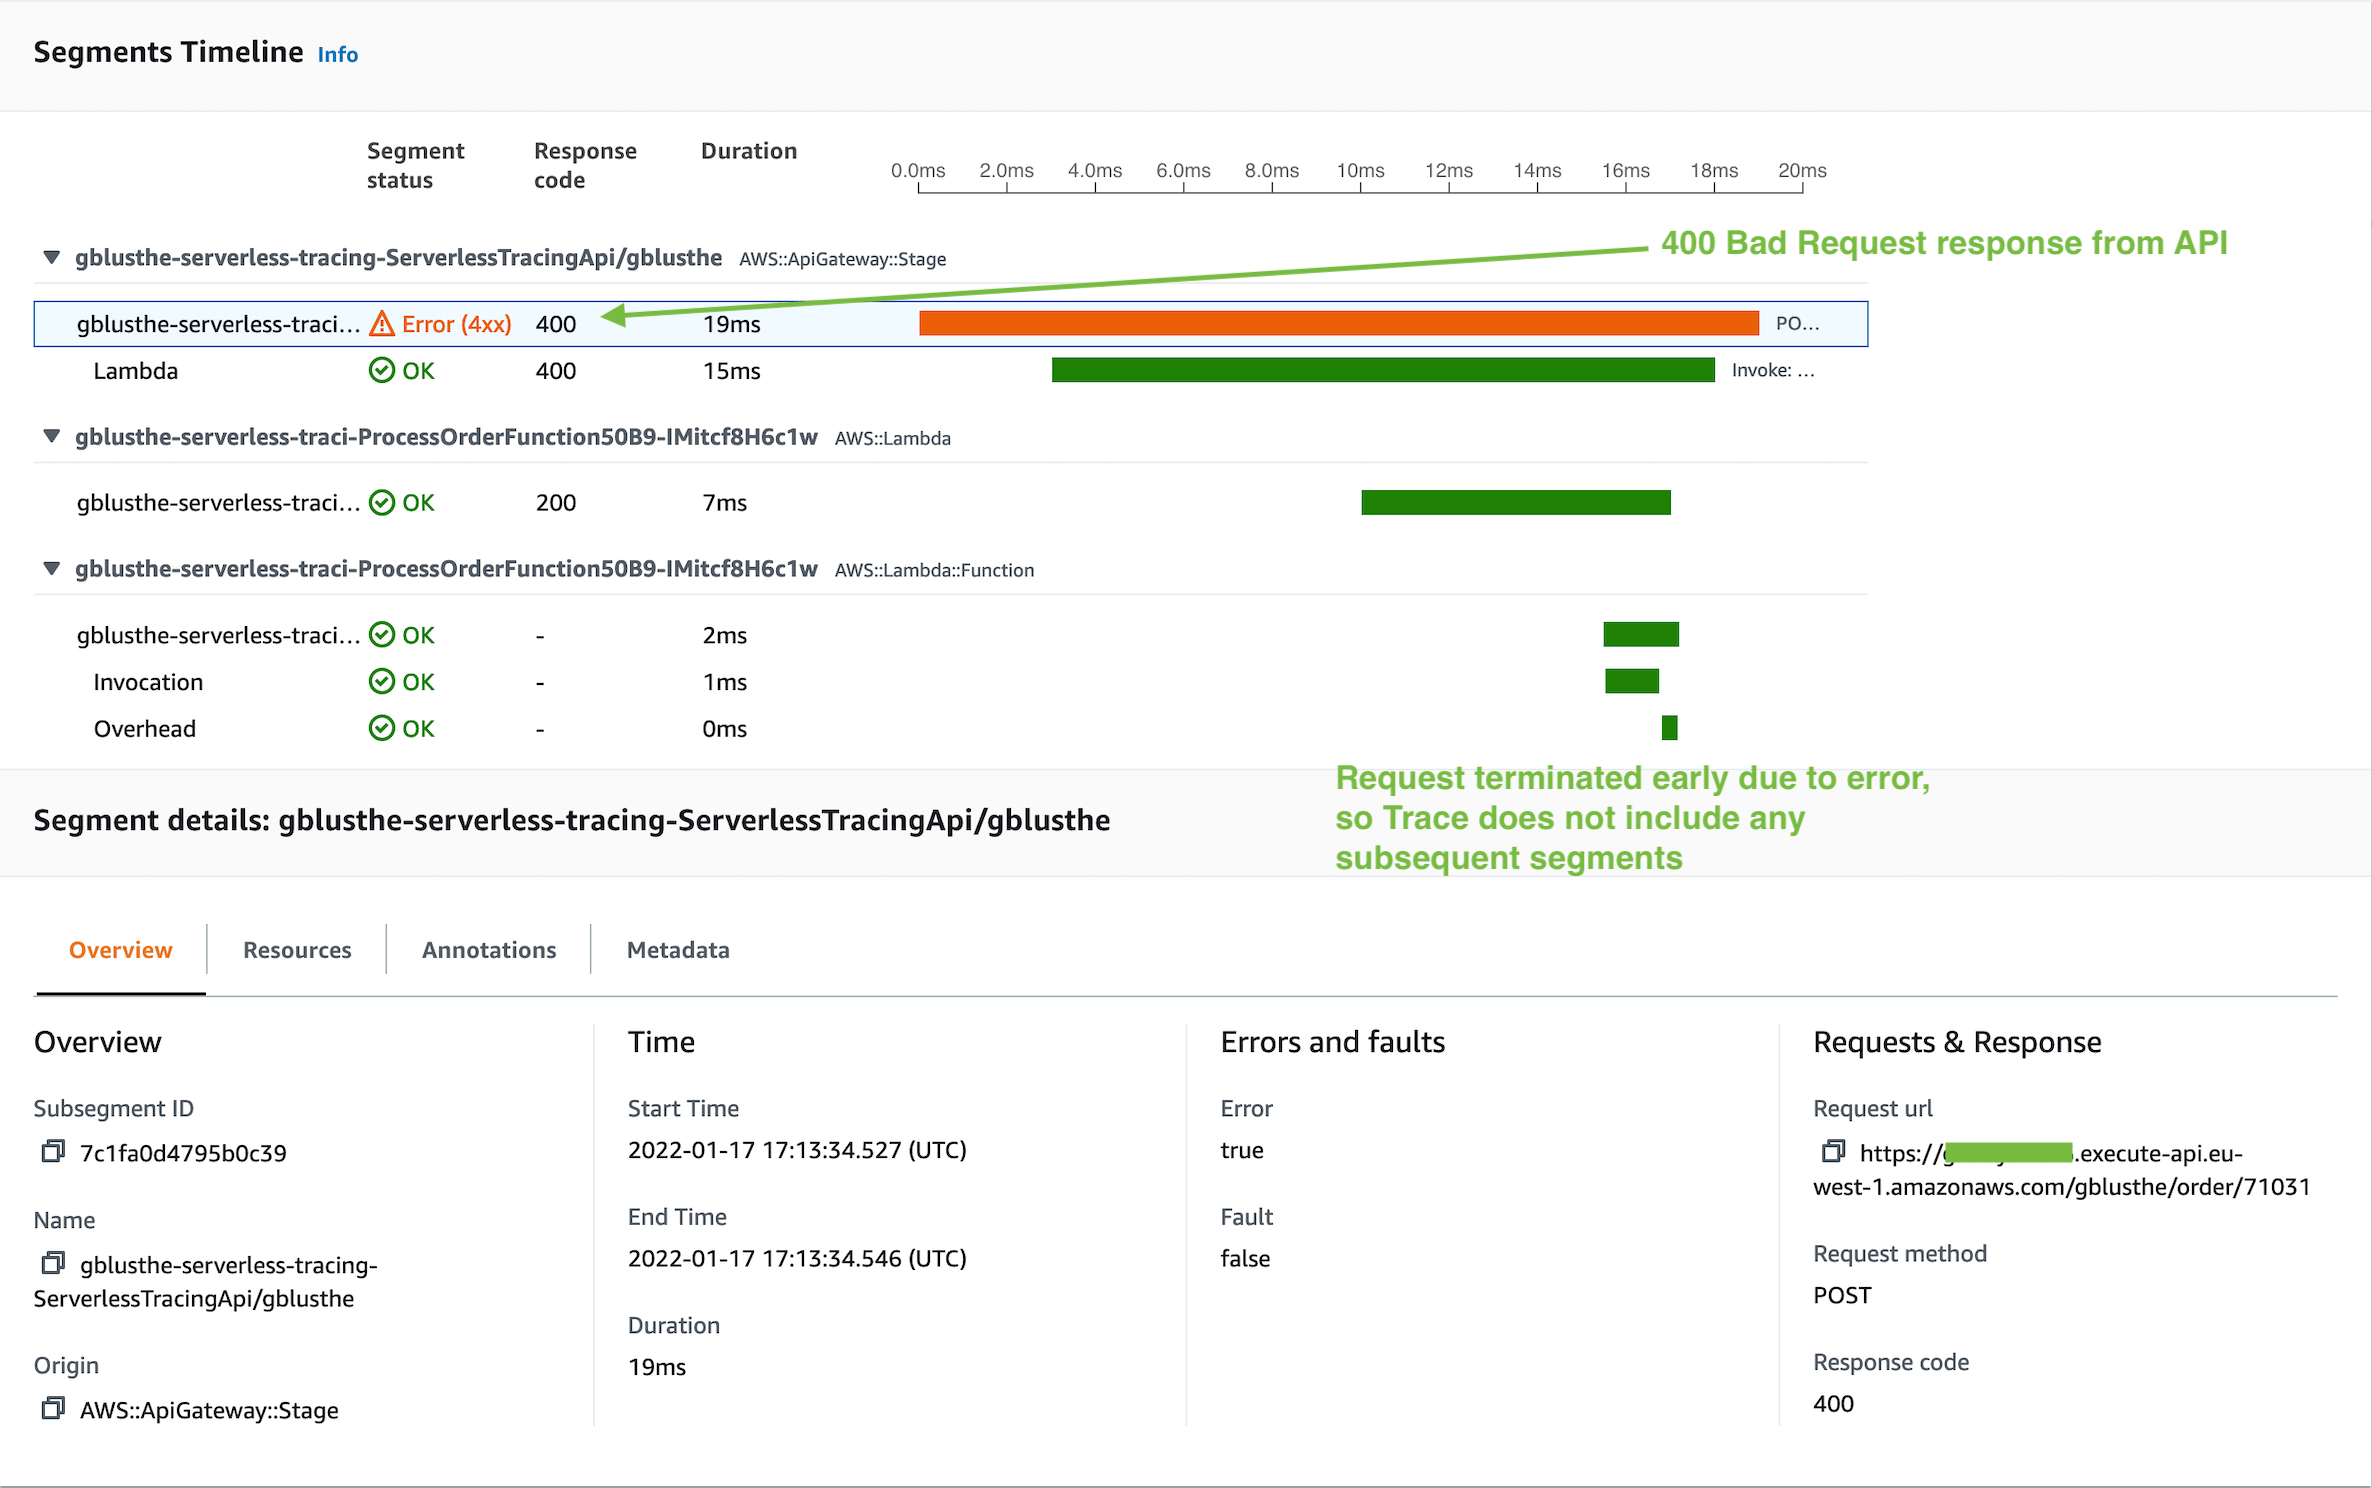 Segments Timeline Info
Segment status Response code Duration
0.0ms 2.0ms 4.0ms 6.0ms 8.0ms 10ms 12ms 14ms 16ms 18ms 20ms
400 Bad Request response from API
gblusthe-serverless-tracing-ServerlessTracingApi/gblusthe AWS::ApiGateway::Stage
gblusthe-serverless-traci... Error (4xx) 400 19ms PO...
Lambda OK 400 15ms Invoke: ...
gblusthe-serverless-traci-ProcessOrderFunction50B9-IMitcf8H6c1w AWS::Lambda
gblusthe-serverless-traci... OK 200 7ms
gblusthe-serverless-traci-ProcessOrderFunction50B9-IMitcf8H6c1w AWS::Lambda::Function
gblusthe-serverless-traci... OK - 2ms
Invocation OK - 1ms
Overhead OK - 0ms
Request terminated early due to error,
so Trace does not include any
subsequent segments
Segment details: gblusthe-serverless-tracing-ServerlessTracingApi/gblusthe
Overview Resources Annotations Metadata
Overview
Subsegment ID
7c1fa0d4795b0c39
Name
gblusthe-serverless-tracing-
ServerlessTracingApi/gblusthe
Origin
AWS::ApiGateway::Stage
Time
Start Time
2022-01-17 17:13:34.527 (UTC)
End Time
2022-01-17 17:13:34.546 (UTC)
Duration
19ms
Errors and faults
Error
true
Fault
false
Requests & Response
Request url
https:// .execute-api.eu-
west-1.amazonaws.com/gblusthe/order/71031
Request method
POST
Response code
400